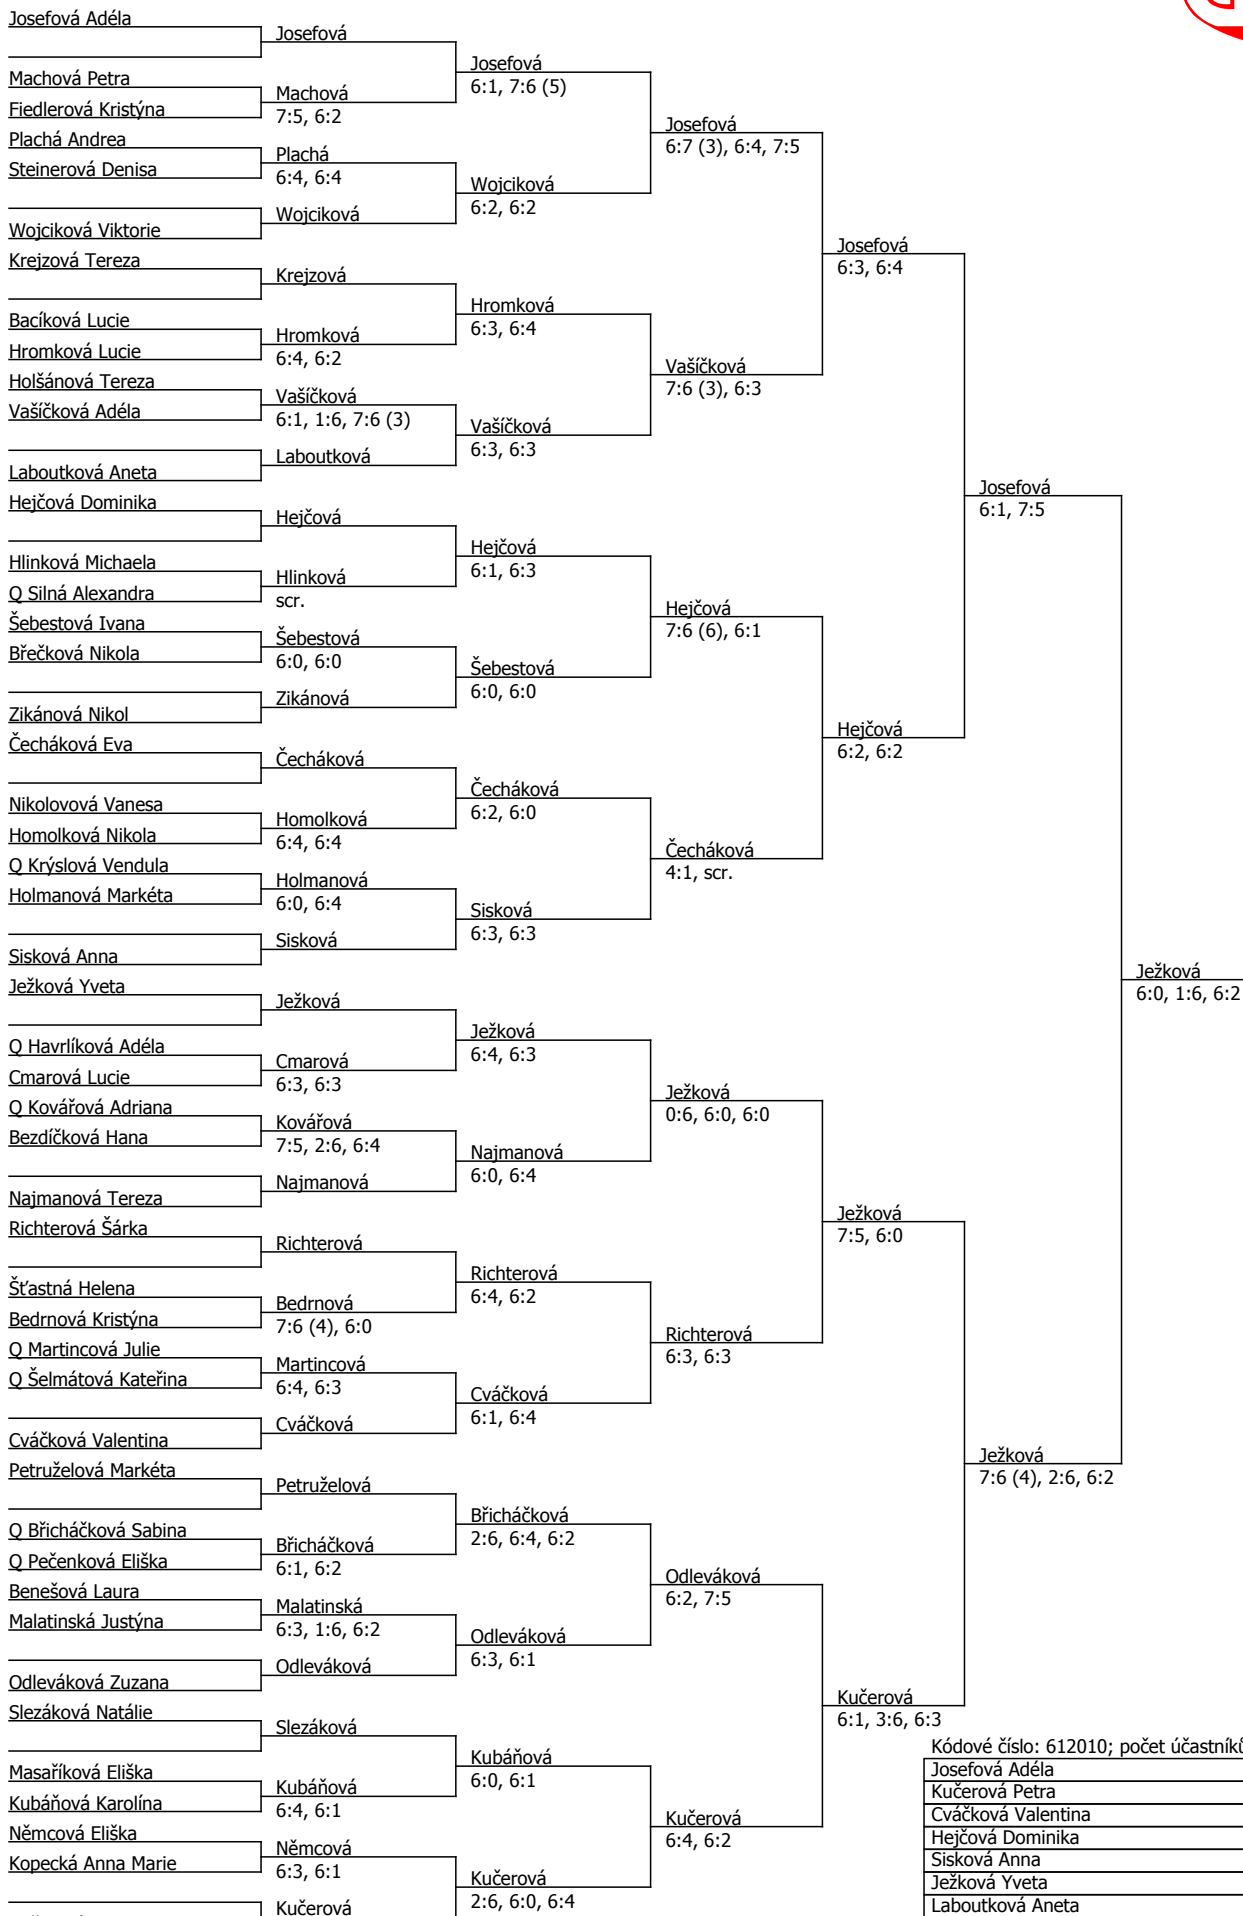 Josefová Adéla
Machová Petra
Fiedlerová Kristýna
Plachá Andrea
Steinerová Denisa
Wojciková Viktorie
Krejzová Tereza
Bacíková Lucie
Hromková Lucie
Holšánová Tereza
Vašíčková Adéla
Laboutková Aneta
Hejčová Dominika
Hlinková Michaela
Q Silná Alexandra
Šebestová Ivana
Břečková Nikola
Zikánová Nikol
Čecháková Eva
Nikolovová Vanesa
Homolková Nikola
Q Krýslová Vendula
Holmanová Markéta
Sisková Anna
Ježková Yveta
Q Havrlíková Adéla
Cmarová Lucie
Q Kovářová Adriana
Bezdíčková Hana
Najmanová Tereza
Richterová Šárka
Šťastná Helena
Bedrnová Kristýna
Q Martincová Julie
Q Šelmátová Kateřina
Cváčková Valentina
Petruželová Markéta
Q Břicháčková Sabina
Q Pečenková Eliška
Benešová Laura
Malatinská Justýna
Odleváková Zuzana
Slezáková Natálie
Masaříková Eliška
Kubáňová Karolína
Němcová Eliška
Kopecká Anna Marie
Josefová
Machová
7:5, 6:2
Plachá
6:4, 6:4
Wojciková
Krejzová
Hromková
6:4, 6:2
Vašíčková
6:1, 1:6, 7:6 (3)
Laboutková
Hejčová
Hlinková
scr.
Šebestová
6:0, 6:0
Zikánová
Čecháková
Homolková
6:4, 6:4
Holmanová
6:0, 6:4
Sisková
Ježková
Cmarová
6:3, 6:3
Kovářová
7:5, 2:6, 6:4
Najmanová
Richterová
Bedrnová
7:6 (4), 6:0
Martincová
6:4, 6:3
Cváčková
Petruželová
Břicháčková
6:1, 6:2
Malatinská
6:3, 1:6, 6:2
Odleváková
Slezáková
Kubáňová
6:4, 6:1
Němcová
6:3, 6:1
Kučerová
Josefová
6:1, 7:6 (5)
Wojciková
6:2, 6:2
Hromková
6:3, 6:4
Vašíčková
6:3, 6:3
Hejčová
6:1, 6:3
Šebestová
6:0, 6:0
Čecháková
6:2, 6:0
Sisková
6:3, 6:3
Ježková
6:4, 6:3
Najmanová
6:0, 6:4
Richterová
6:4, 6:2
Cváčková
6:1, 6:4
Břicháčková
2:6, 6:4, 6:2
Odleváková
6:3, 6:1
Kubáňová
6:0, 6:1
Kučerová
2:6, 6:0, 6:4
Josefová
6:7 (3), 6:4, 7:5
Vašíčková
7:6 (3), 6:3
Hejčová
7:6 (6), 6:1
Čecháková
4:1, scr.
Ježková
0:6, 6:0, 6:0
Richterová
6:3, 6:3
Odleváková
6:2, 7:5
Kučerová
6:4, 6:2
Josefová
6:3, 6:4
Hejčová
6:2, 6:2
Ježková
7:5, 6:0
Kučerová
6:1, 3:6, 6:3
Josefová
6:1, 7:5
Ježková
7:6 (4), 2:6, 6:2
Ježková
6:0, 1:6, 6:2
Kódové číslo: 612010; počet účastníků
Josefová Adéla
Kučerová Petra
Cváčková Valentina
Hejčová Dominika
Sisková Anna
Ježková Yveta
Laboutková Aneta